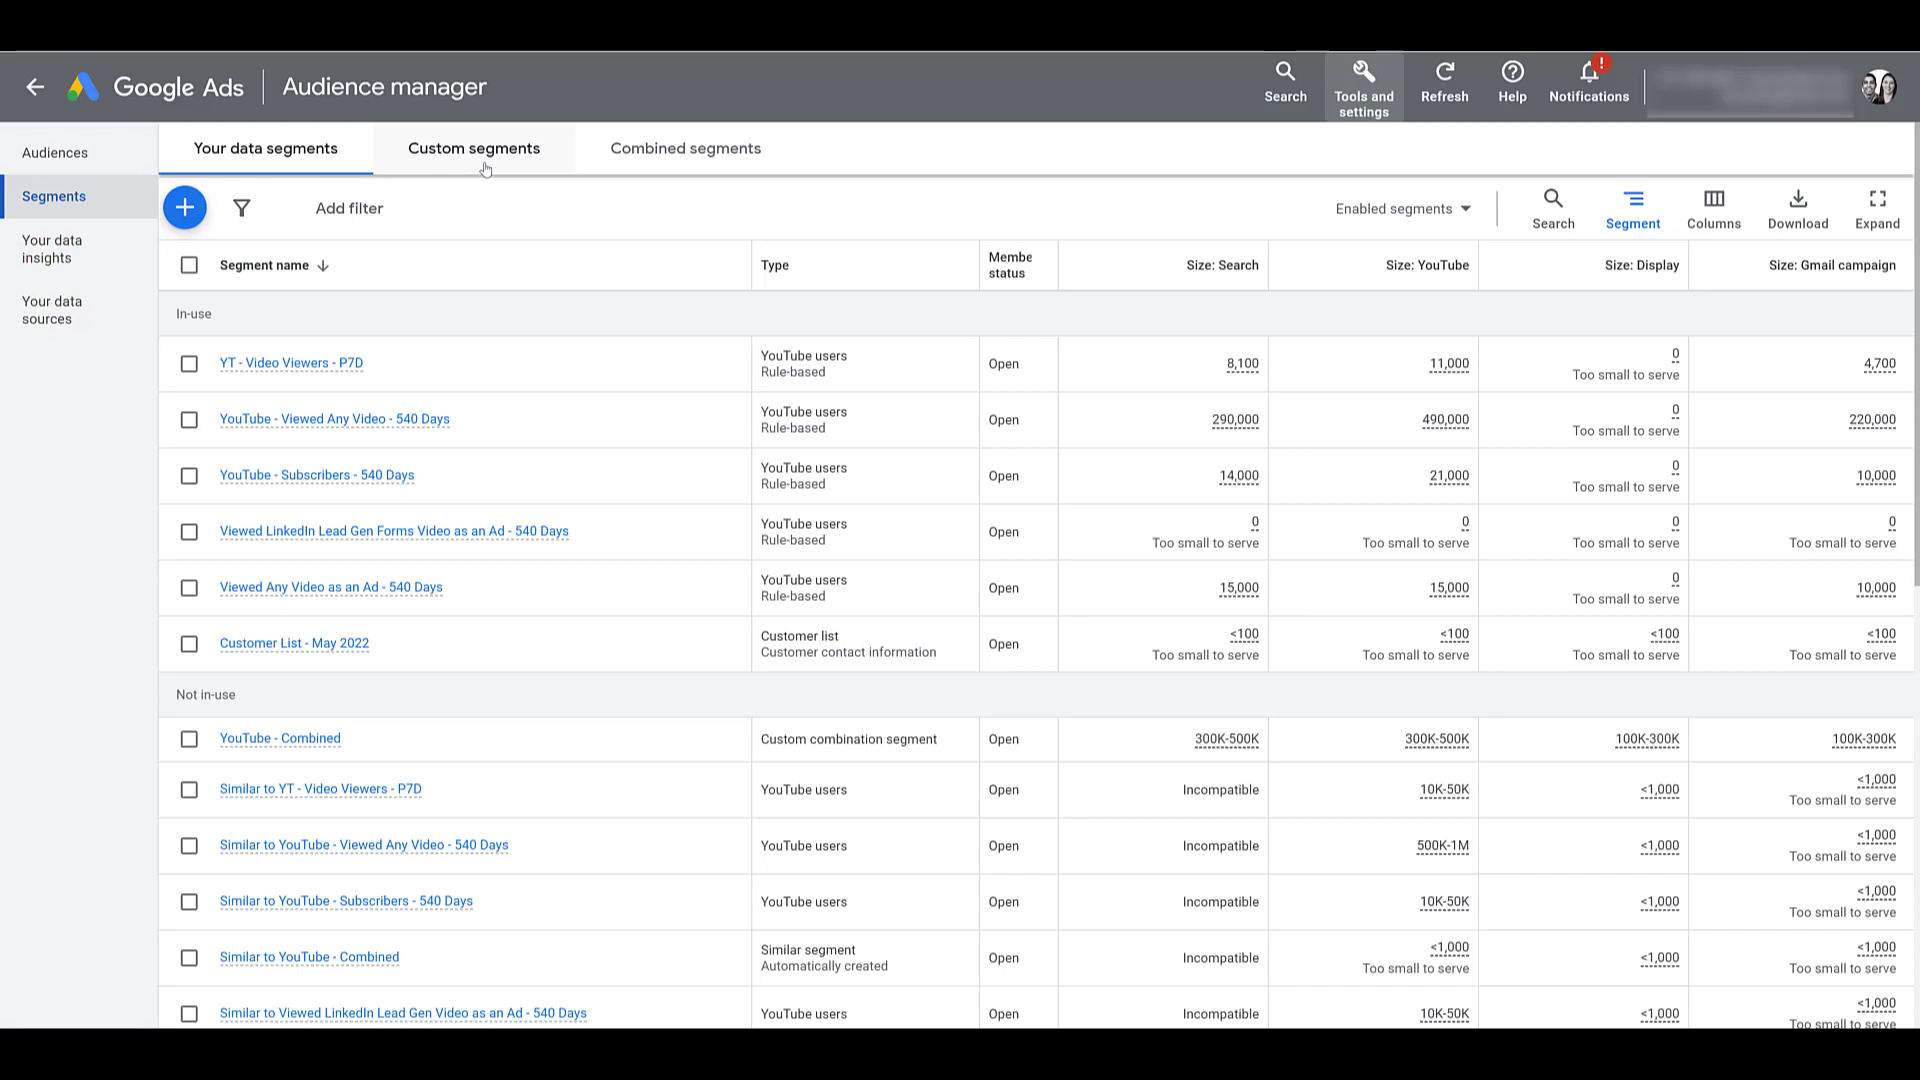 Google Ads
Audience manager
Search
Tools and
settings
Refresh
Help
!
Notifications
Audiences
Segments
Your data
insights
Your data
sources
Your data segments
Custom segments
Combined segments
Add filter
Enabled segments
Search
Segment
Columns
Download
Expand
Segment name
Type
Membe
status
Size: Search
Size: YouTube
Size: Display
Size: Gmail campaign
In-use
YT - Video Viewers - P7D
YouTube users
Rule-based
Open
8,100
11,000
0
Too small to serve
4,700
YouTube - Viewed Any Video - 540 Days
YouTube users
Rule-based
Open
290,000
490,000
0
Too small to serve
220,000
YouTube - Subscribers - 540 Days
YouTube users
Rule-based
Open
14,000
21,000
0
Too small to serve
10,000
Viewed LinkedIn Lead Gen Forms Video as an Ad - 540 Days
YouTube users
Rule-based
Open
0
Too small to serve
0
Too small to serve
0
Too small to serve
0
Too small to serve
Viewed Any Video as an Ad - 540 Days
YouTube users
Rule-based
Open
15,000
15,000
0
Too small to serve
10,000
Customer List - May 2022
Customer list
Customer contact information
Open
<100
Too small to serve
<100
Too small to serve
<100
Too small to serve
<100
Too small to serve
Not in-use
YouTube - Combined
Custom combination segment
Open
300K-500K
300K-500K
100K-300K
100K-300K
Similar to YT - Video Viewers - P7D
YouTube users
Open
Incompatible
10K-50K
<1,000
<1,000
Too small to serve
Similar to YouTube - Viewed Any Video - 540 Days
YouTube users
Open
Incompatible
500K-1M
<1,000
<1,000
Too small to serve
Similar to YouTube - Subscribers - 540 Days
YouTube users
Open
Incompatible
10K-50K
<1,000
<1,000
Too small to serve
Similar to YouTube - Combined
Similar segment
Automatically created
Open
Incompatible
<1,000
Too small to serve
<1,000
<1,000
Too small to serve
Similar to Viewed LinkedIn Lead Gen Video as an Ad - 540 Days
YouTube users
Open
Incompatible
10K-50K
<1,000
<1,000
Too small to serve